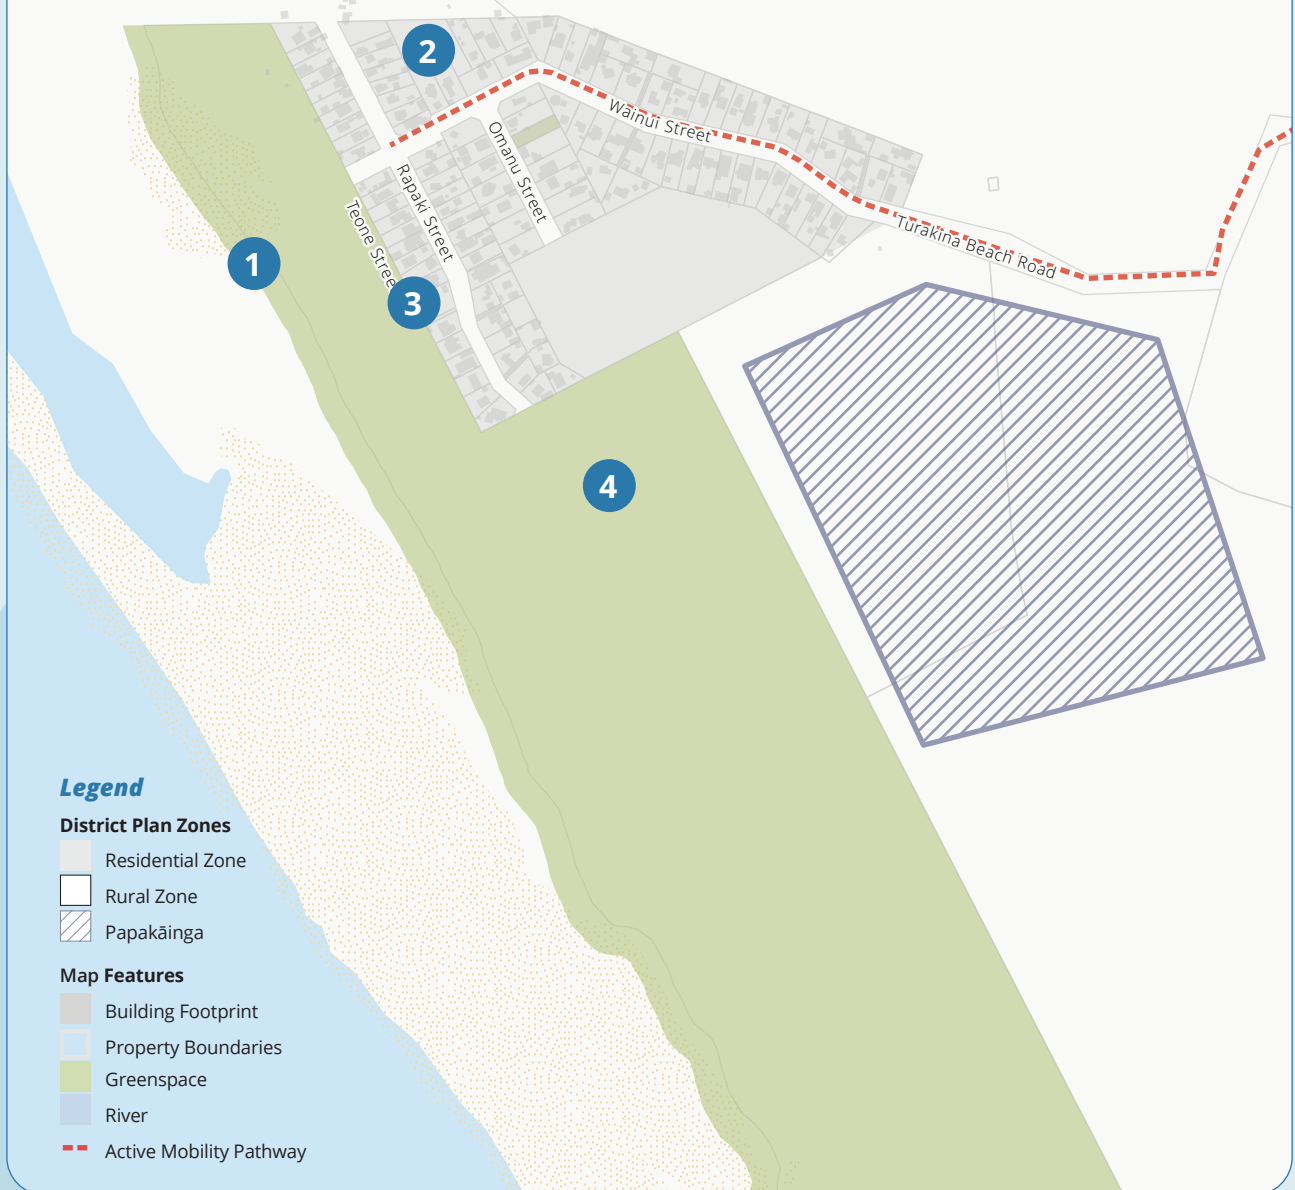 2
Wainui Street
Omanu Street
Rapaki Street
Teone Stree
Turakina Beach Road
1
3
4
Legend
District Plan Zones
Residential Zone
Rural Zone
Papakāinga
Map Features
Building Footprint
Property Boundaries
Greenspace
River
Active Mobility Pathway